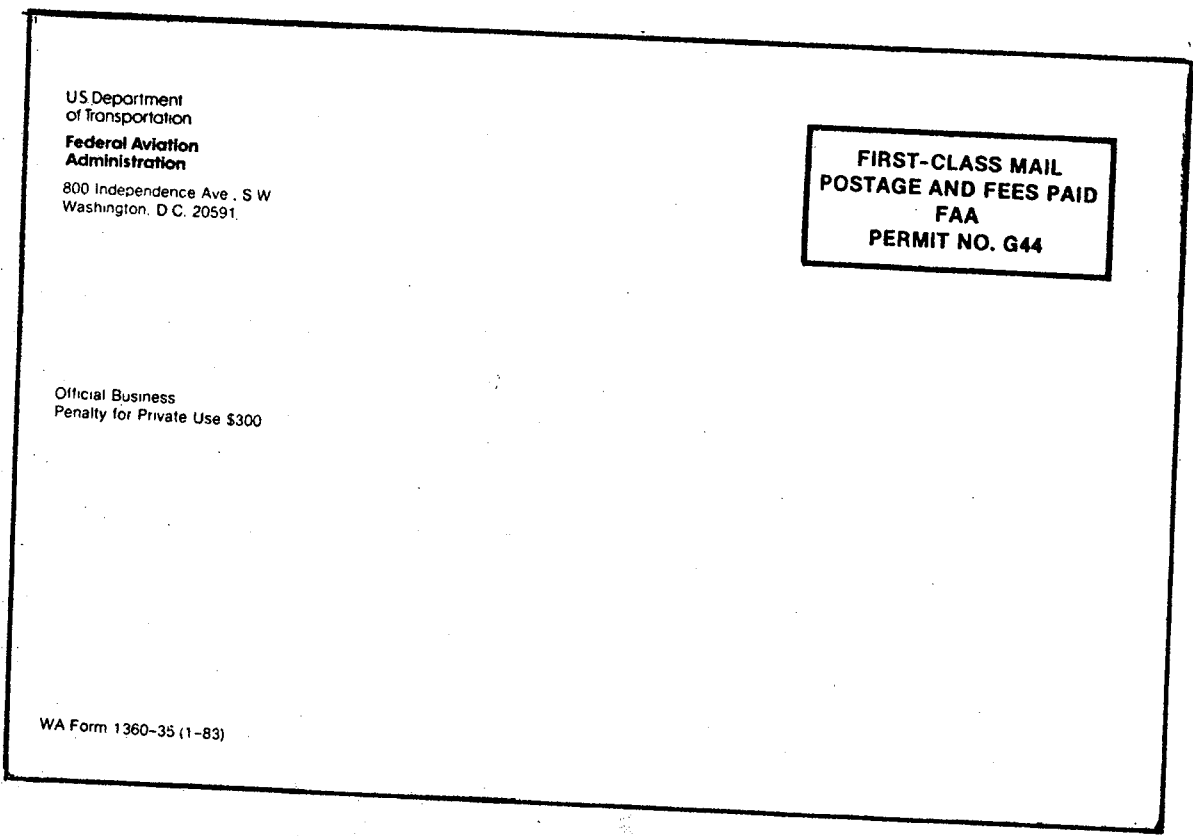 US Department
of Transportation
Federal Aviation
Administration
800 Independence Ave., S W
Washington, D C. 20591
FIRST-CLASS MAIL
POSTAGE AND FEES PAID
FAA
PERMIT NO. G44
Official Business
Penalty for Private Use $300
WA Form 1360-35 (1-83)